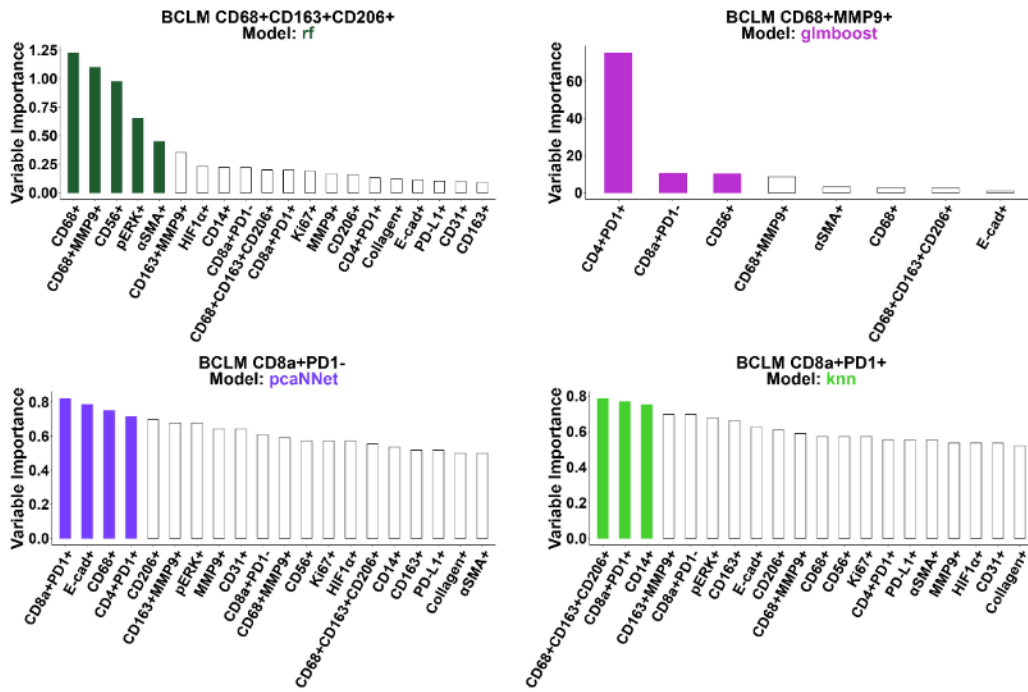 BCLM CD68+CD163+CD206+
Model: rf
Variable Importance
1.25
1.00
0.75
0.50
0.25
0.00
CD68+
CD68+MMP9+
CD56+
pERK+
αSMA+
CD163+MMP9+
HIF1α+
CD14+
CD8a+PD1-
CD68+CD163+CD206+
CD8a+PD1+
Ki67+
MMP9+
CD206+
CD4+PD1+
Collagen+
E-cad+
PD-L1+
CD31+
CD163+
BCLM CD68+MMP9+
Model: glmboost
Variable Importance
60
40
20
0
CD4+PD1+
CD8a+PD1-
CD56+
CD68+MMP9+
αSMA+
CD68+
CD68+CD163+CD206+
E-cad+
BCLM CD8a+PD1-
Model: pcaNNet
Variable Importance
0.8
0.6
0.4
0.2
0.0
CD8a+PD1+
E-cad+
CD68+
CD4+PD1+
CD206+
CD163+MMP9+
pERK+
MMP9+
CD31+
CD8a+PD1-
CD68+MMP9+
CD56+
Ki67+
HIF1α+
CD68+CD163+CD206+
CD14+
CD163+
PD-L1+
Collagen+
αSMA+
BCLM CD8a+PD1+
Model: knn
Variable Importance
0.8
0.6
0.4
0.2
0.0
CD68+CD163+CD206+
CD8a+PD1+
CD14+
CD163+MMP9+
CD8a+PD1-
pERK+
CD163+
E-cad+
CD206+
CD68+MMP9+
CD68+
CD56+
Ki67+
CD4+PD1+
PD-L1+
αSMA+
MMP9+
HIF1α+
CD31+
Collagen+